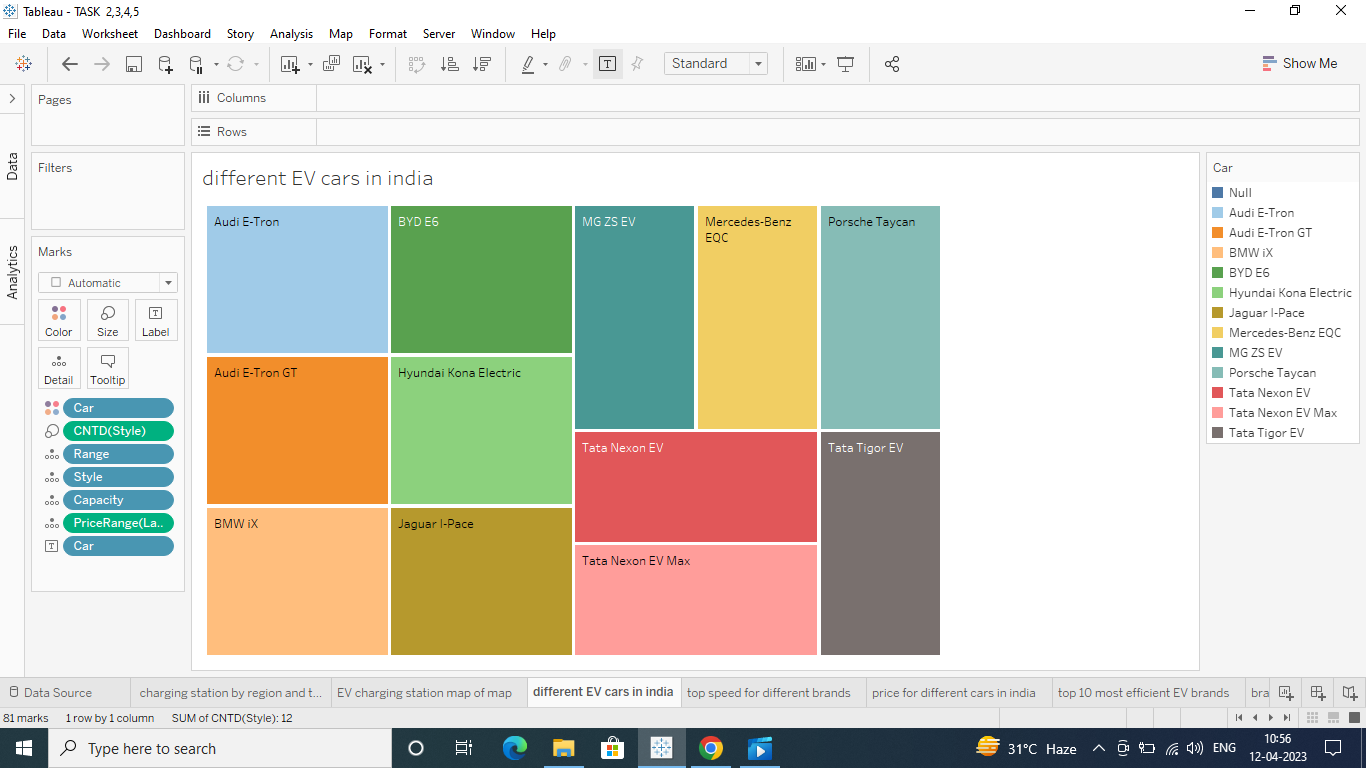 Tableau - TASK 2,3,4,5
File Data Worksheet Dashboard Story Analysis Map Format Server Window Help
Standard
Show Me
Pages
Columns
Rows
Data
Analytics
Filters
Marks
Automatic
Color Size Label
Detail Tooltip
Car
CNTD(Style)
Range
Style
Capacity
PriceRange(La..
Car
different EV cars in india
Audi E-Tron
BYD E6
MG ZS EV
Mercedes-Benz
EQC
Porsche Taycan
Audi E-Tron GT
Hyundai Kona Electric
Tata Nexon EV
Tata Tigor EV
BMW iX
Jaguar I-Pace
Tata Nexon EV Max
Car
Null
Audi E-Tron
Audi E-Tron GT
BMW iX
BYD E6
Hyundai Kona Electric
Jaguar I-Pace
Mercedes-Benz EQC
MG ZS EV
Porsche Taycan
Tata Nexon EV
Tata Nexon EV Max
Tata Tigor EV
Data Source charging station by region and t... EV charging station map of map different EV cars in india top speed for different brands price for different cars in india top 10 most efficient EV brands bra
81 marks 1 row by 1 column SUM of CNTD(Style): 12
Type here to search
31°C Haze
ENG
10:56
12-04-2023